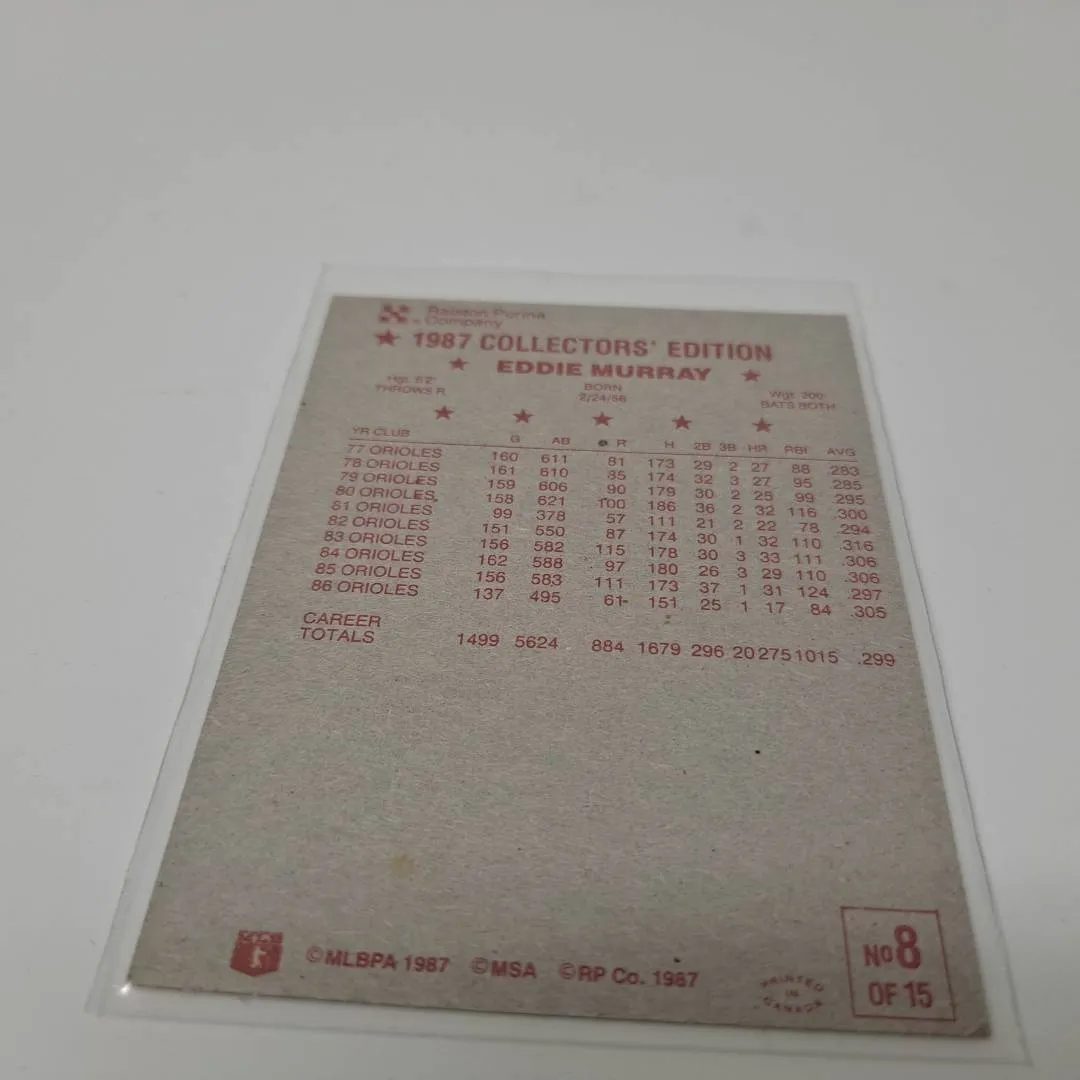 Ralston Purina
Company
1987 COLLECTORS' EDITION
EDDIE MURRAY
Hgt. 6'2" BORN Wgt. 200
THROWS R 2/24/56 BATS BOTH
YR CLUB G AB R H 2B 3B HR RBI AVG
77 ORIOLES 160 611 81 173 29 2 27 88 .283
78 ORIOLES 161 610 85 174 32 3 27 95 .285
79 ORIOLES 159 606 90 179 30 2 25 99 .295
80 ORIOLES 158 621 100 186 36 2 32 116 .300
81 ORIOLES 99 378 57 111 21 2 22 78 .294
82 ORIOLES 151 550 87 174 30 1 32 110 .316
83 ORIOLES 156 582 115 178 30 3 33 111 .306
84 ORIOLES 162 588 97 180 26 3 29 110 .306
85 ORIOLES 156 583 111 173 37 1 31 124 .297
86 ORIOLES 137 495 61 151 25 1 17 84 .305
CAREER
TOTALS 1499 5624 884 1679 296 20 275 1015 .299
©MLBPA 1987 ©MSA ©RP Co. 1987
PRINTED
IN
CANADA
No 8
OF 15